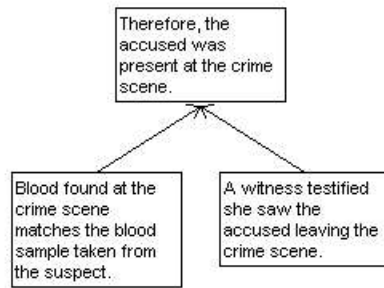 Therefore, the
accused was
present at the crime
scene.
Blood found at the
crime scene
matches the blood
sample taken from
the suspect.
A witness testified
she saw the
accused leaving the
crime scene.